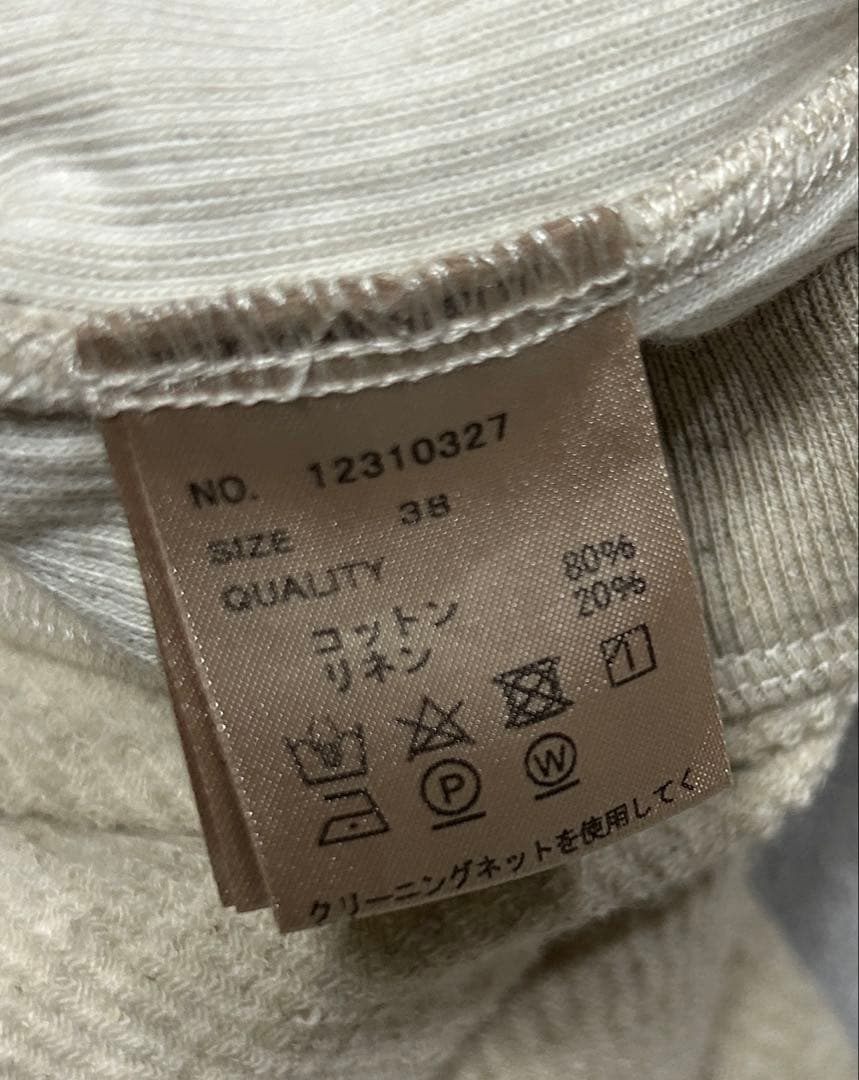 NO. 12310327
SIZE 38
QUALITY
コットン 80%
リネン 20%
P W
クリーニングネットを使用してく